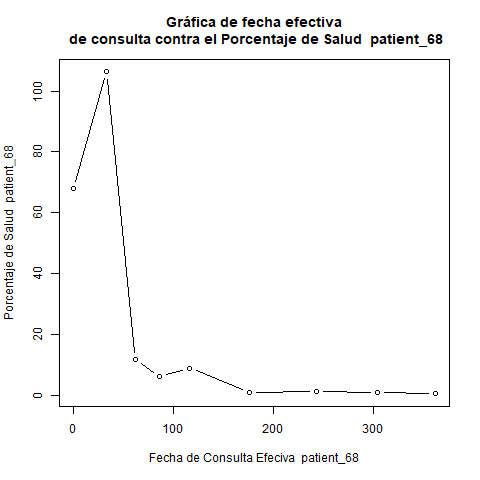 Gráfica de fecha efectiva
de consulta contra el Porcentaje de Salud patient_68
Porcentaje de Salud patient_68
100
80
60
40
20
0
0 100 200 300
Fecha de Consulta Efeciva patient_68